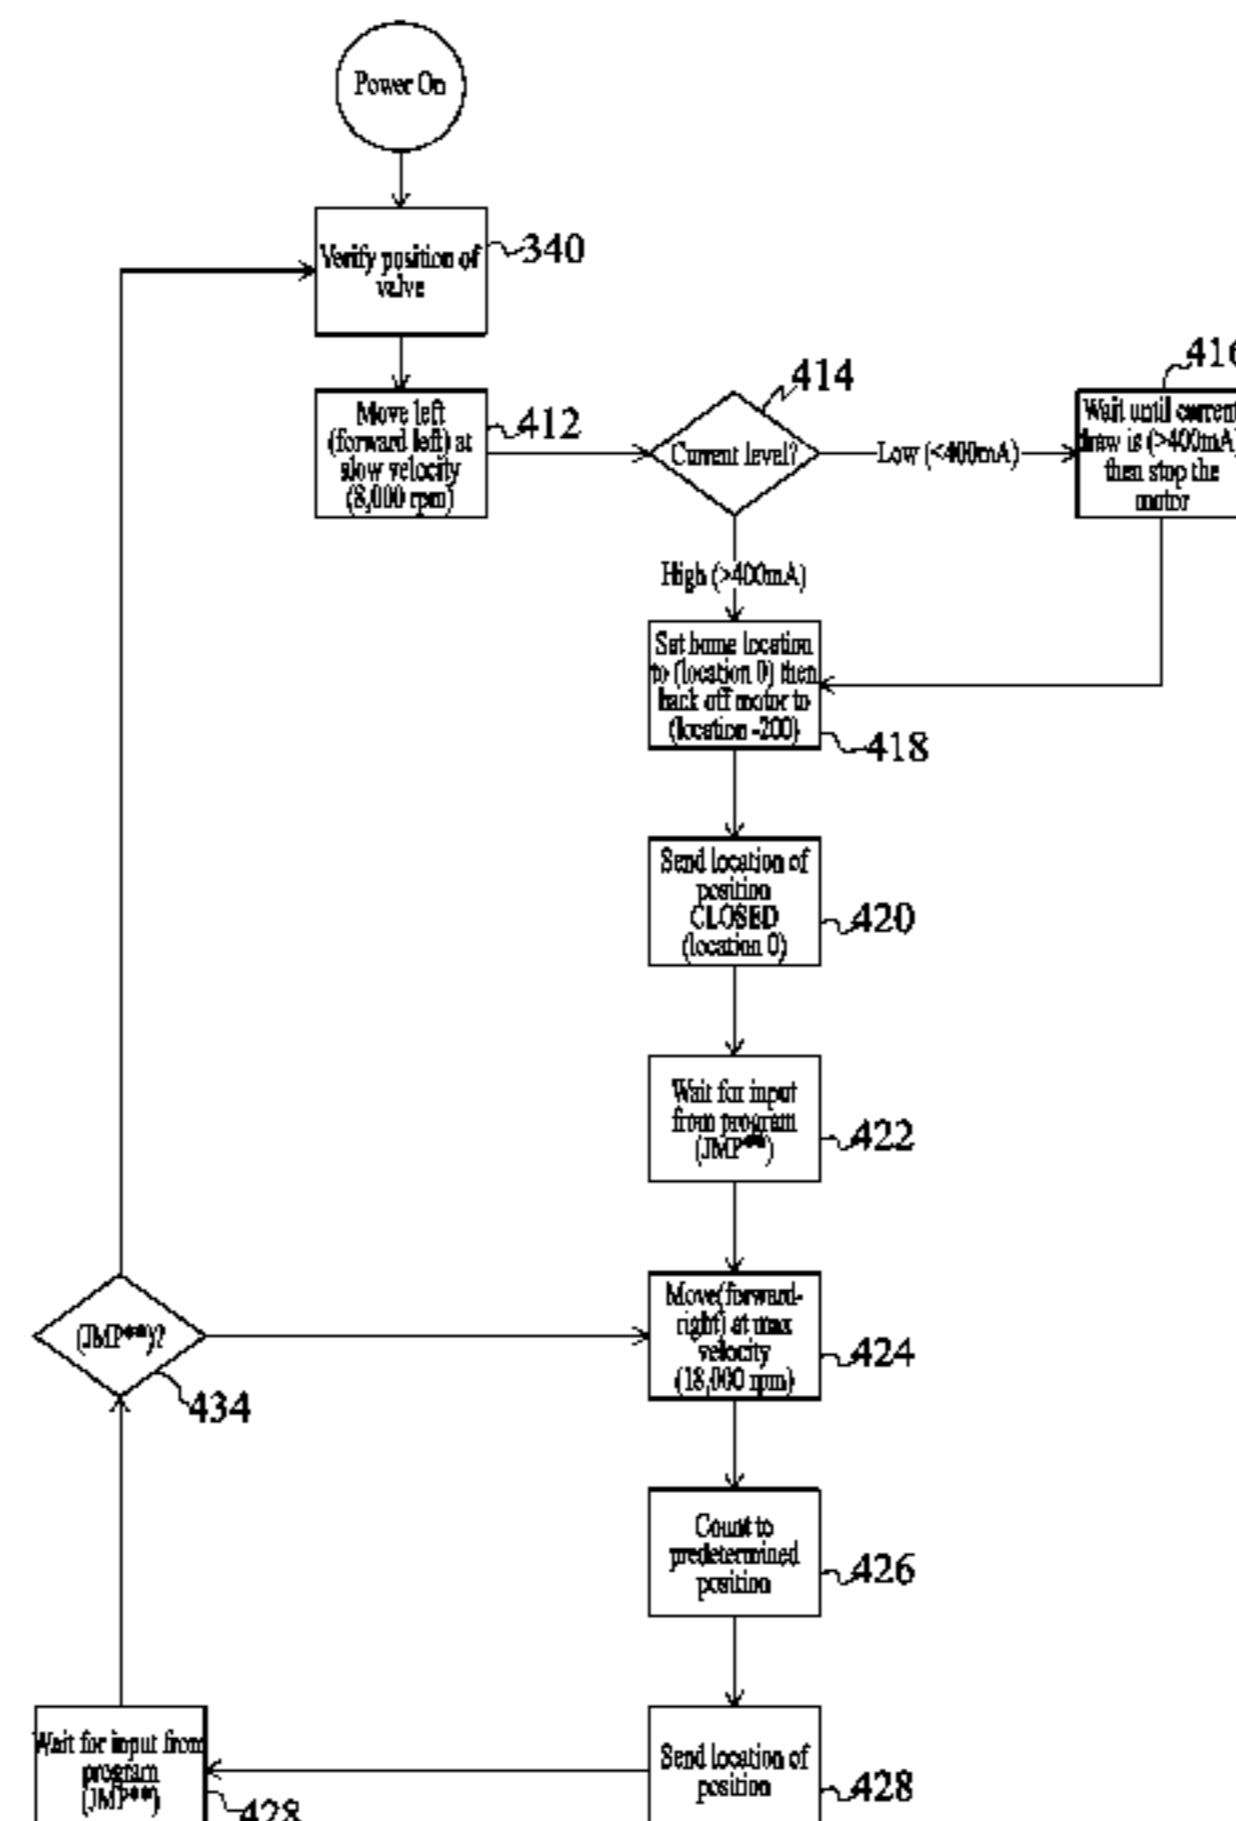 Power On
Verify position of
valve
340
Move left
(forward left) at
slow velocity
(8,000 rpm)
412
414
Current level?
Low (<400mA)
416
Wait until current
draw is (>400mA)
then stop the
motor
High (>400mA)
Set home location
to (location 0) then
back off motor to
(location -200)
418
Send location of
position
CLOSED
(location 0)
420
Wait for input
from program
(JMP**)
422
(JMP**)?
434
Move(forward-
right) at max
velocity
(18,000 rpm)
424
Count to
predetermined
position
426
Wait for input from
program
(JMP**)
428
Send location of
position
428